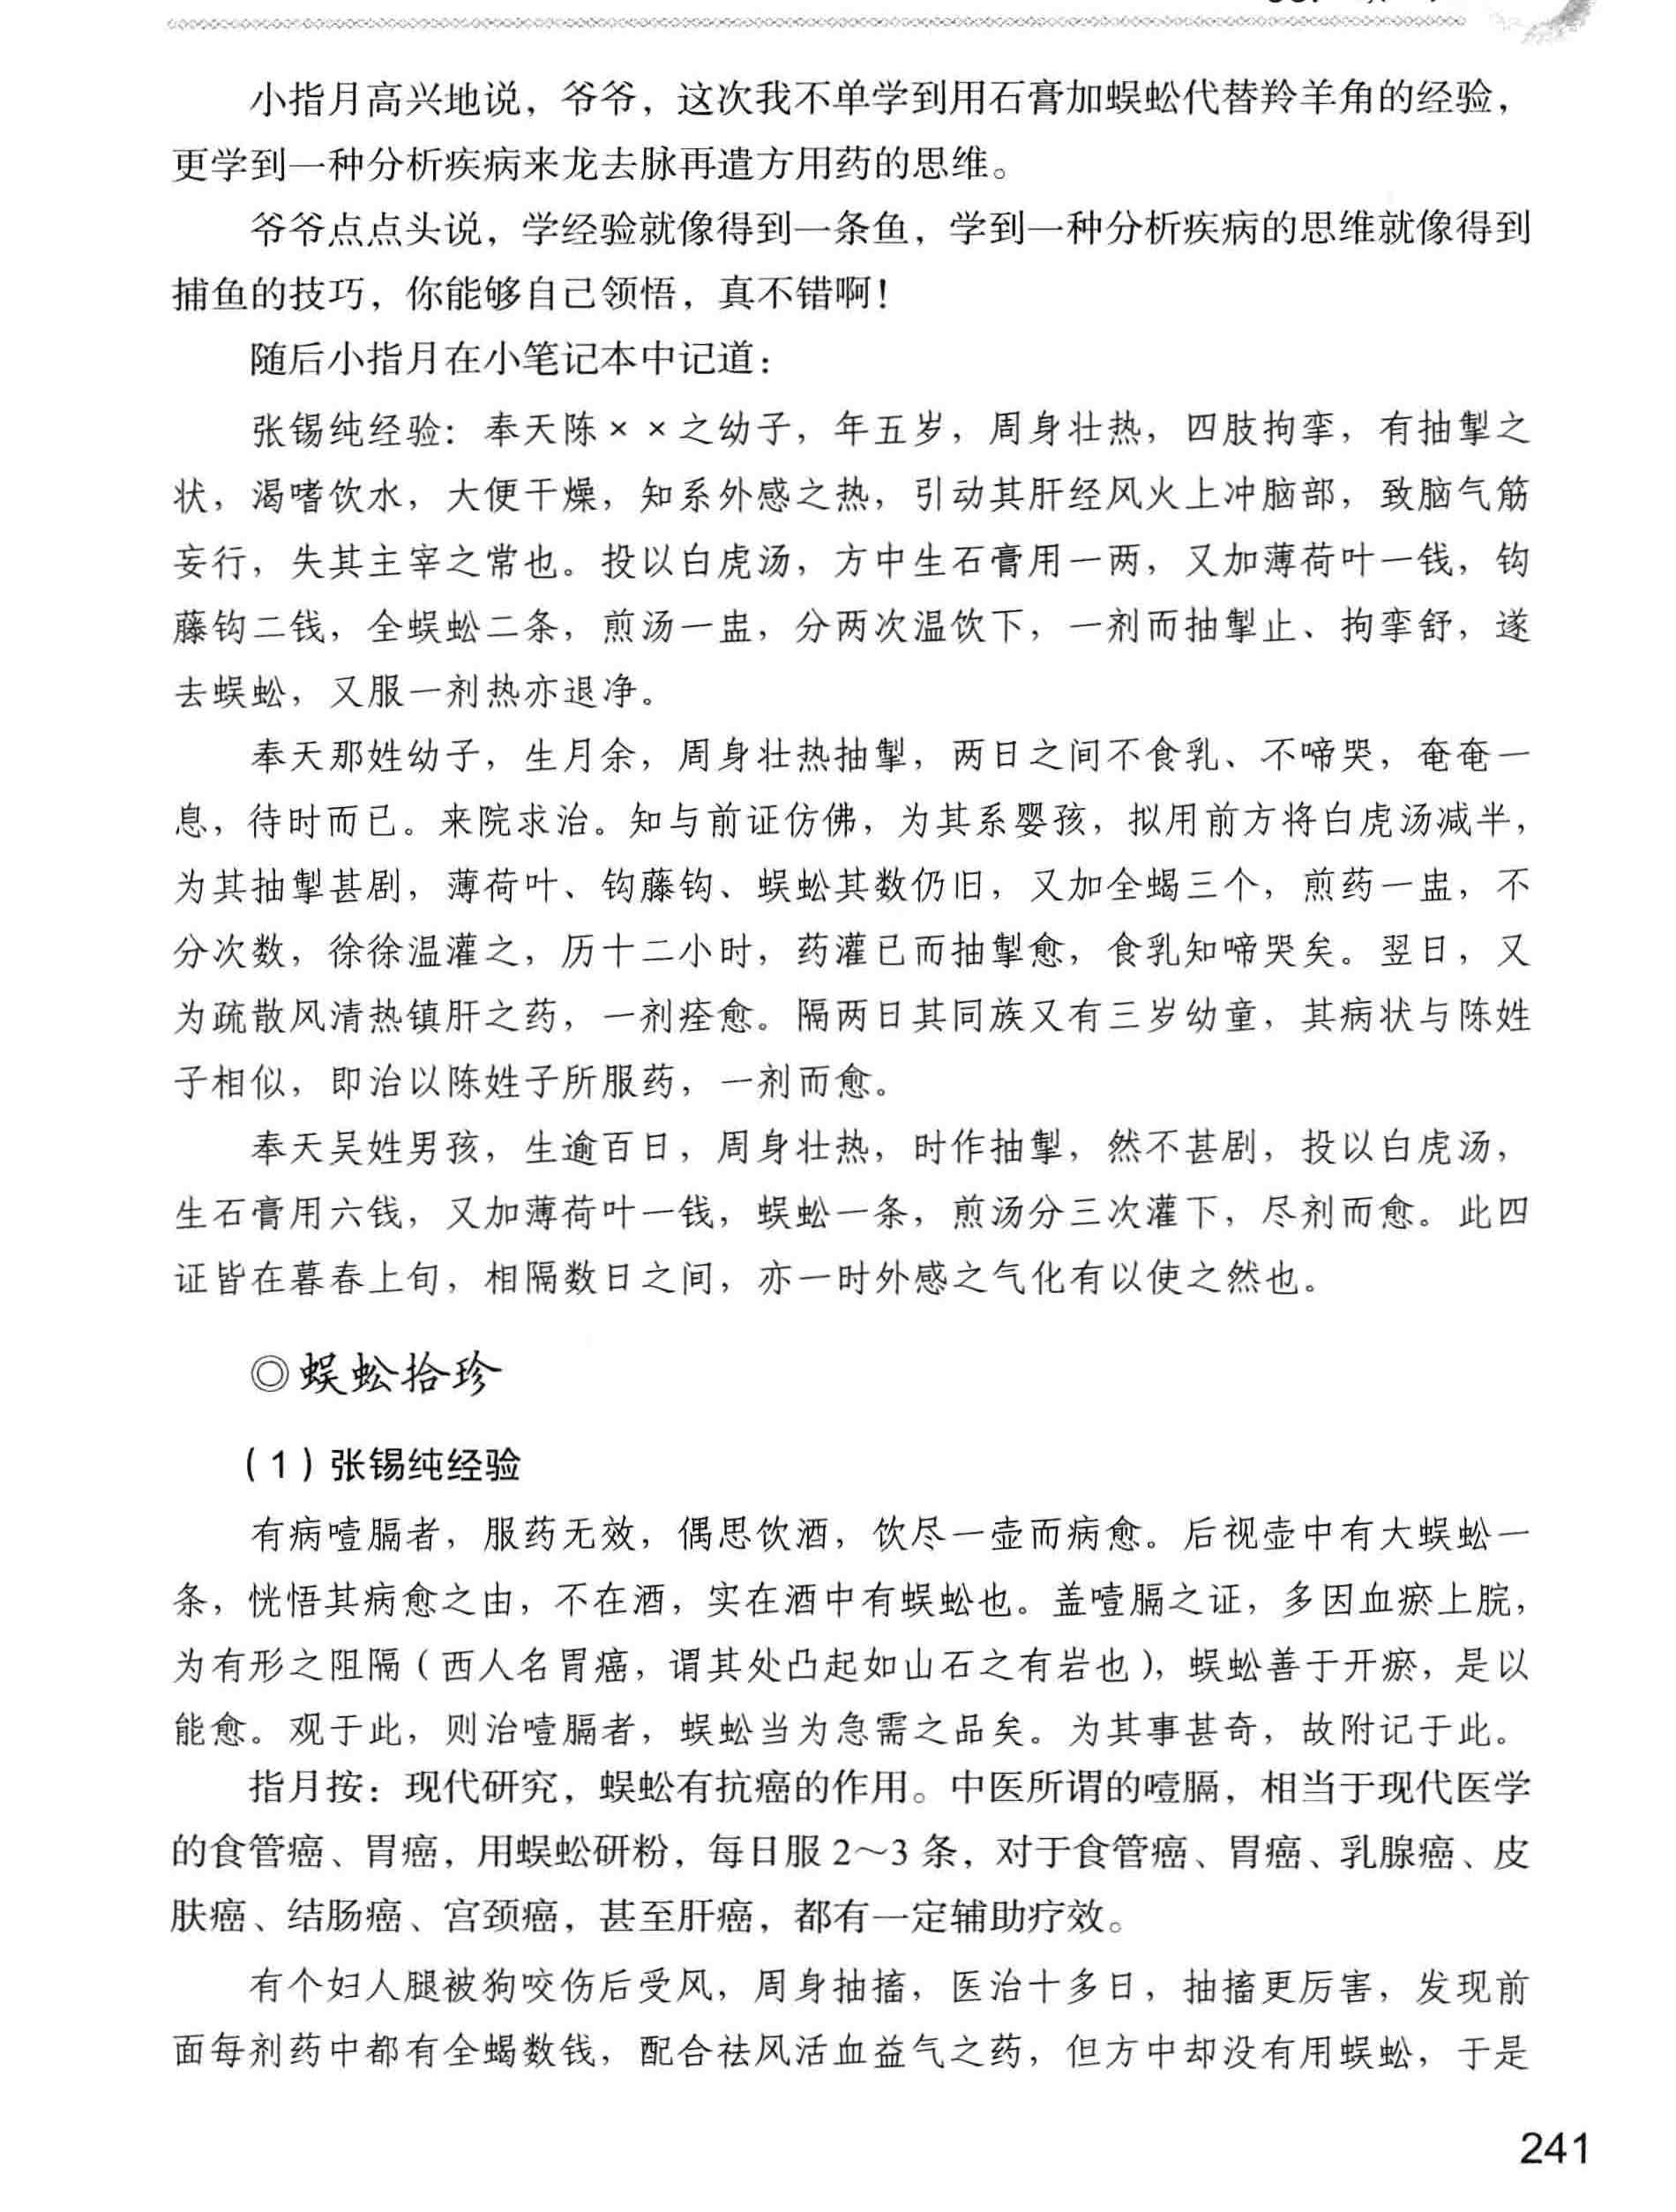 小指月高兴地说，爷爷，这次我不单学到用石膏加蜈蚣代替羚羊角的经验，
更学到一种分析疾病来龙去脉再遣方用药的思维。
爷爷点点头说，学经验就像得到一条鱼，学到一种分析疾病的思维就像得到
捕鱼的技巧，你能够自己领悟，真不错啊！
随后小指月在小笔记本中记道：
张锡纯经验：奉天陈××之幼子，年五岁，周身壮热，四肢拘挛，有抽掣之
状，渴嗜饮水，大便干燥，知系外感之热，引动其肝经风火上冲脑部，致脑气筋
妄行，失其主宰之常也。投以白虎汤，方中生石膏用一两，又加薄荷叶一钱，钩
藤钩二钱，全蜈蚣二条，煎汤一盅，分两次温饮下，一剂而抽掣止、拘挛舒，遂
去蜈蚣，又服一剂热亦退净。
奉天那姓幼子，生月余，周身壮热抽掣，两日之间不食乳、不啼哭，奄奄一
息，待时而已。来院求治。知与前证仿佛，为其系婴孩，拟用前方将白虎汤减半，
为其抽掣甚剧，薄荷叶、钩藤钩、蜈蚣其数仍旧，又加全蝎三个，煎药一盅，不
分次数，徐徐温灌之，历十二小时，药灌已而抽掣愈，食乳知啼哭矣。翌日，又
为疏散风清热镇肝之药，一剂痊愈。隔两日其同族又有三岁幼童，其病状与陈姓
子相似，即治以陈姓子所服药，一剂而愈。
奉天吴姓男孩，生逾百日，周身壮热，时作抽掣，然不甚剧，投以白虎汤，
生石膏用六钱，又加薄荷叶一钱，蜈蚣一条，煎汤分三次灌下，尽剂而愈。此四
证皆在暮春上旬，相隔数日之间，亦一时外感之气化有以使之然也。
◎蜈蚣拾珍
（1）张锡纯经验
有病噎膈者，服药无效，偶思饮酒，饮尽一壶而病愈。后视壶中有大蜈蚣一
条，恍悟其病愈之由，不在酒，实在酒中有蜈蚣也。盖噎膈之证，多因血瘀上脘，
为有形之阻隔（西人名胃癌，谓其处凸起如山石之有岩也），蜈蚣善于开瘀，是以
能愈。观于此，则治噎膈者，蜈蚣当为急需之品矣。为其事甚奇，故附记于此。
指月按：现代研究，蜈蚣有抗癌的作用。中医所谓的噎膈，相当于现代医学
的食管癌、胃癌，用蜈蚣研粉，每日服2～3条，对于食管癌、胃癌、乳腺癌、皮
肤癌、结肠癌、宫颈癌，甚至肝癌，都有一定辅助疗效。
有个妇人腿被狗咬伤后受风，周身抽搐，医治十多日，抽搐更厉害，发现前
面每剂药中都有全蝎数钱，配合祛风活血益气之药，但方中却没有用蜈蚣，于是
241